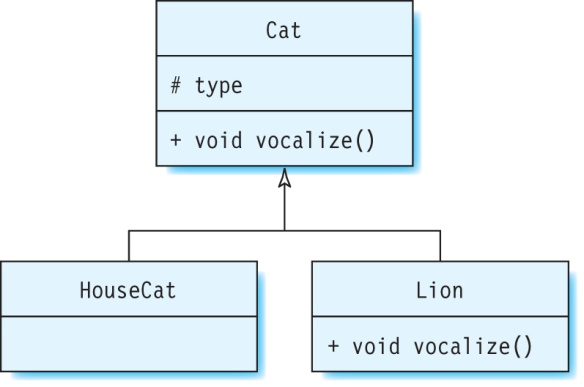 Cat
# type
+ void vocalize()
HouseCat
Lion
+ void vocalize()